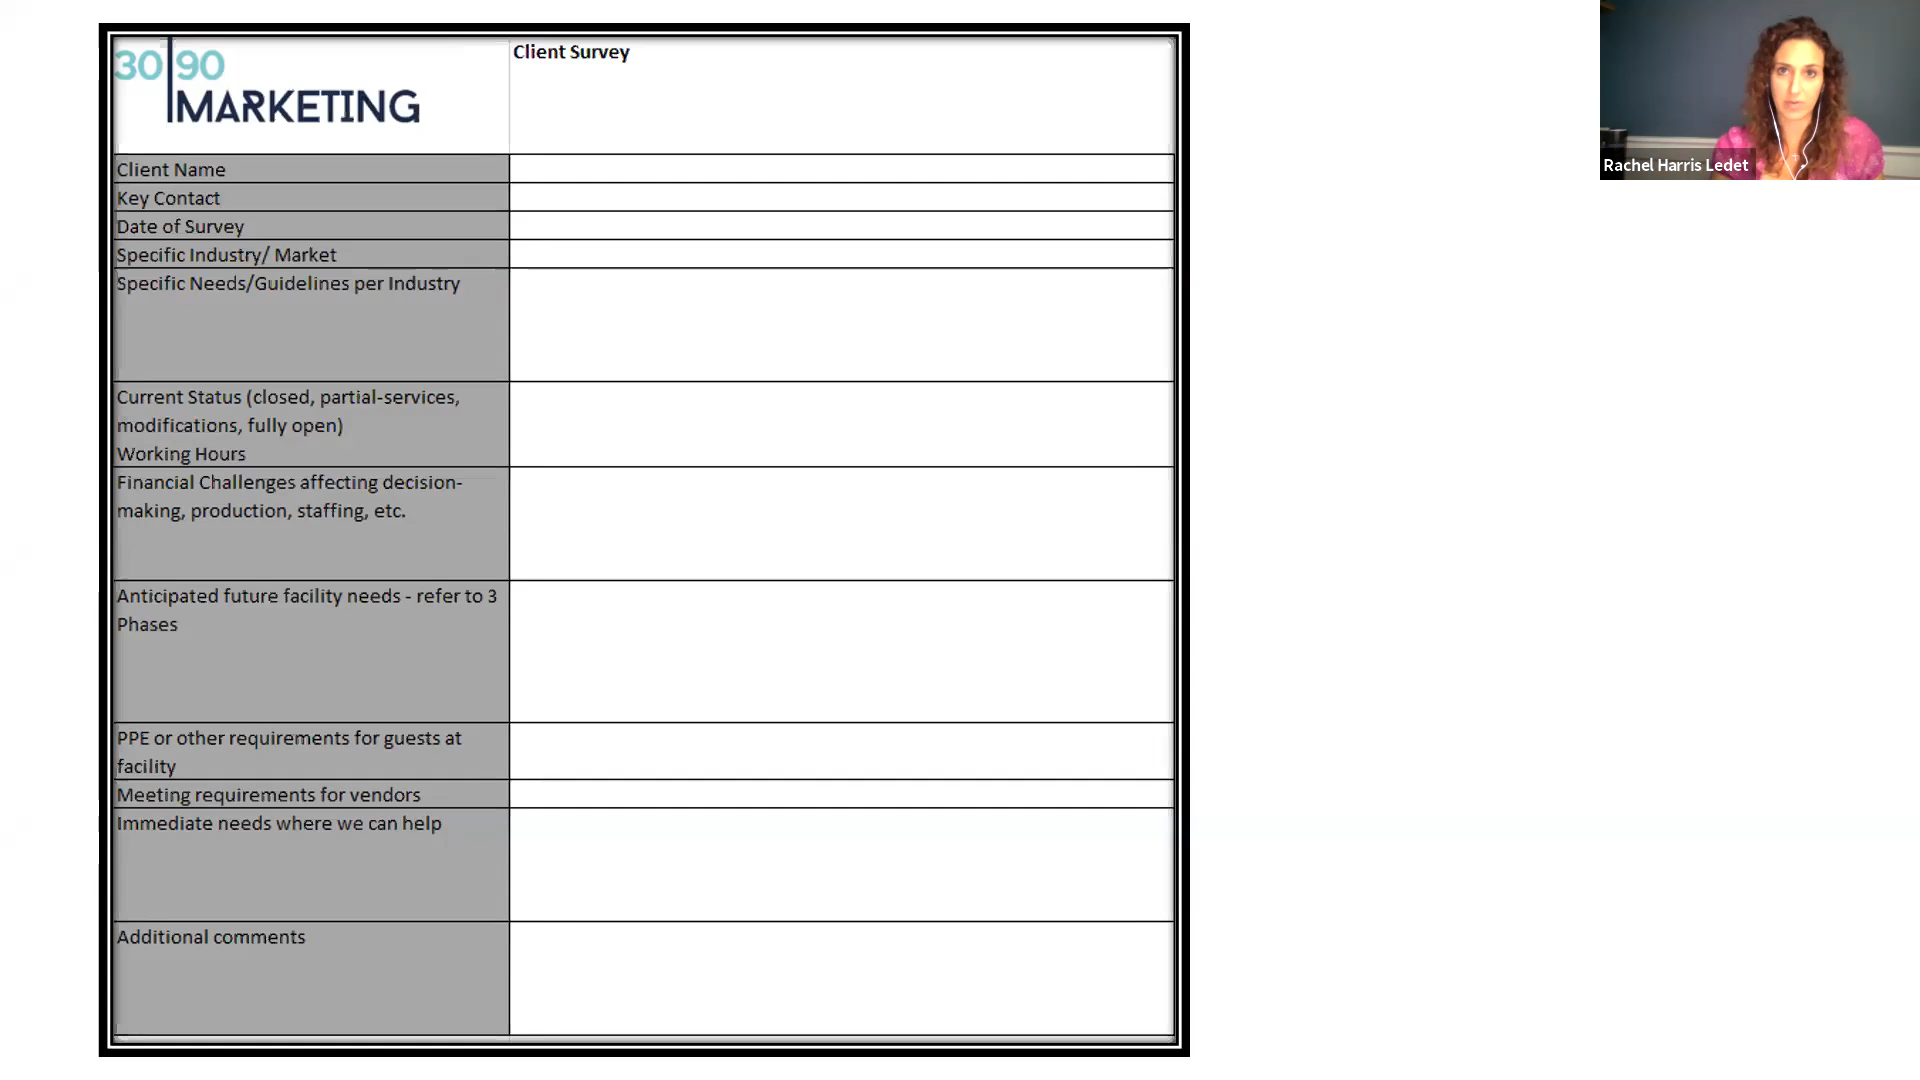 30 90
MARKETING
Client Survey
Client Name
Key Contact
Date of Survey
Specific Industry/ Market
Specific Needs/Guidelines per Industry
Current Status (closed, partial-services,
modifications, fully open)
Working Hours
Financial Challenges affecting decision-
making, production, staffing, etc.
Anticipated future facility needs - refer to 3
Phases
PPE or other requirements for guests at
facility
Meeting requirements for vendors
Immediate needs where we can help
Additional comments
Rachel Harris Ledet